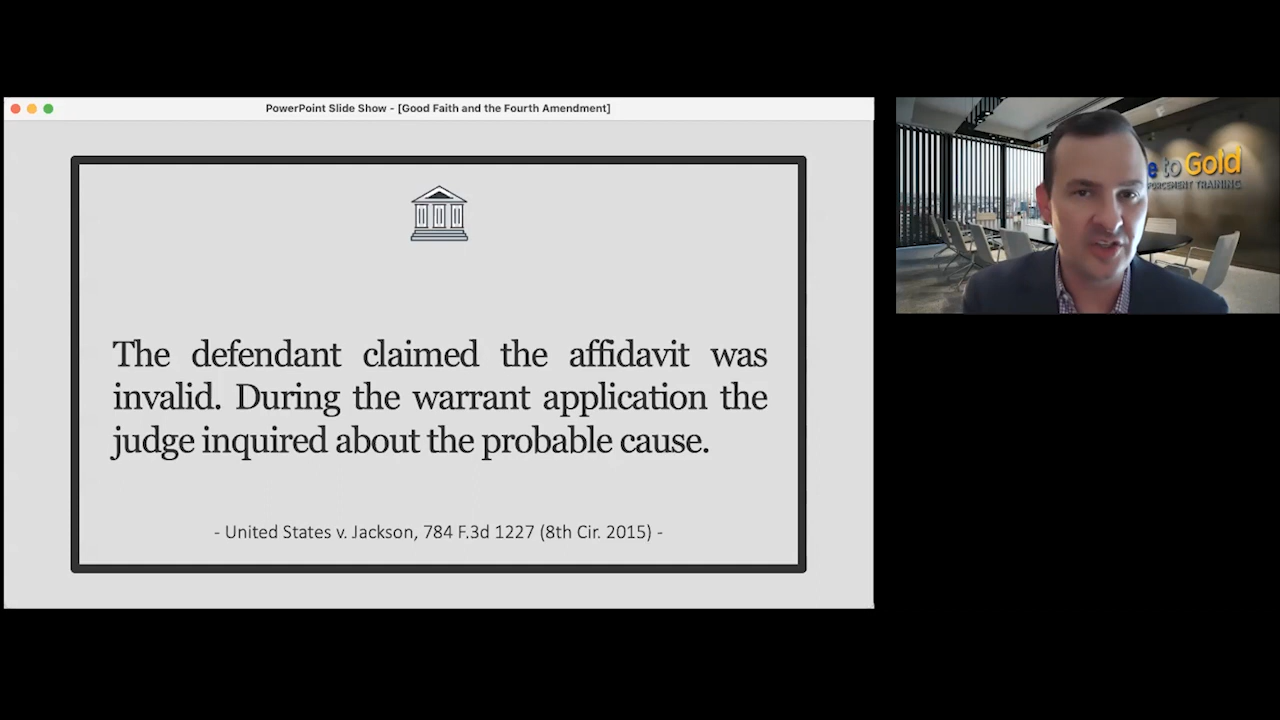 PowerPoint Slide Show - [Good Faith and the Fourth Amendment]
The defendant claimed the affidavit was
invalid. During the warrant application the
judge inquired about the probable cause.
- United States v. Jackson, 784 F.3d 1227 (8th Cir. 2015) -
to Gold
TRAINING